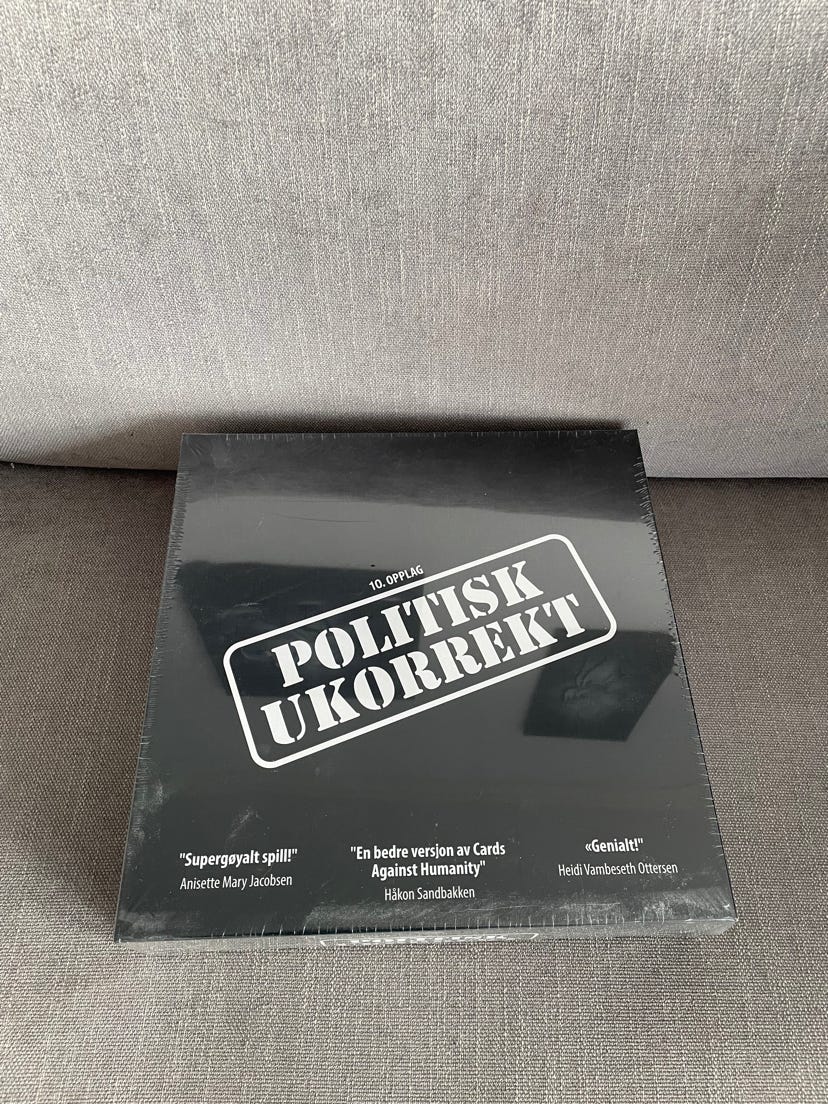 10. OPPLAG
POLITISK
UKORREKT
"Supergøyalt spill!"
Anisette Mary Jacobsen
"En bedre versjon av Cards
Against Humanity"
Håkon Sandbakken
«Genialt!"
Heidi Vambeseth Ottersen